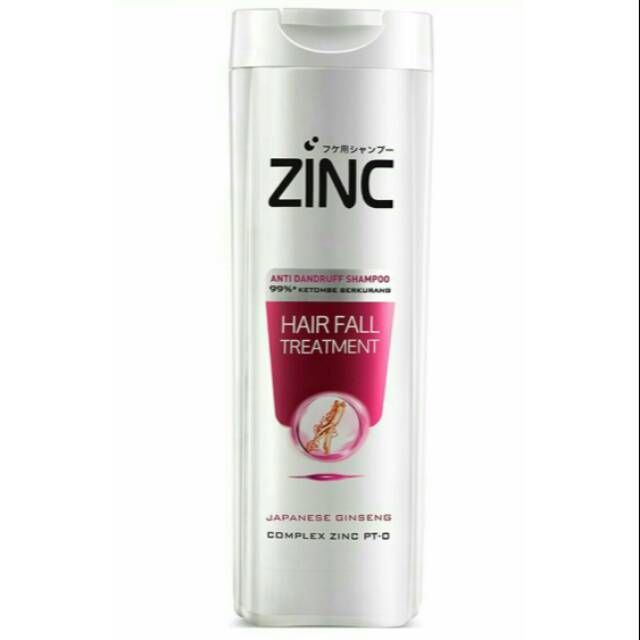 フケ用シャンプー
ZINC
ANTI DANDRUFF SHAMPOO
99%* KETOMBE BERKURANG
HAIR FALL
TREATMENT
JAPANESE GINSENG
COMPLEX ZINC PT-O